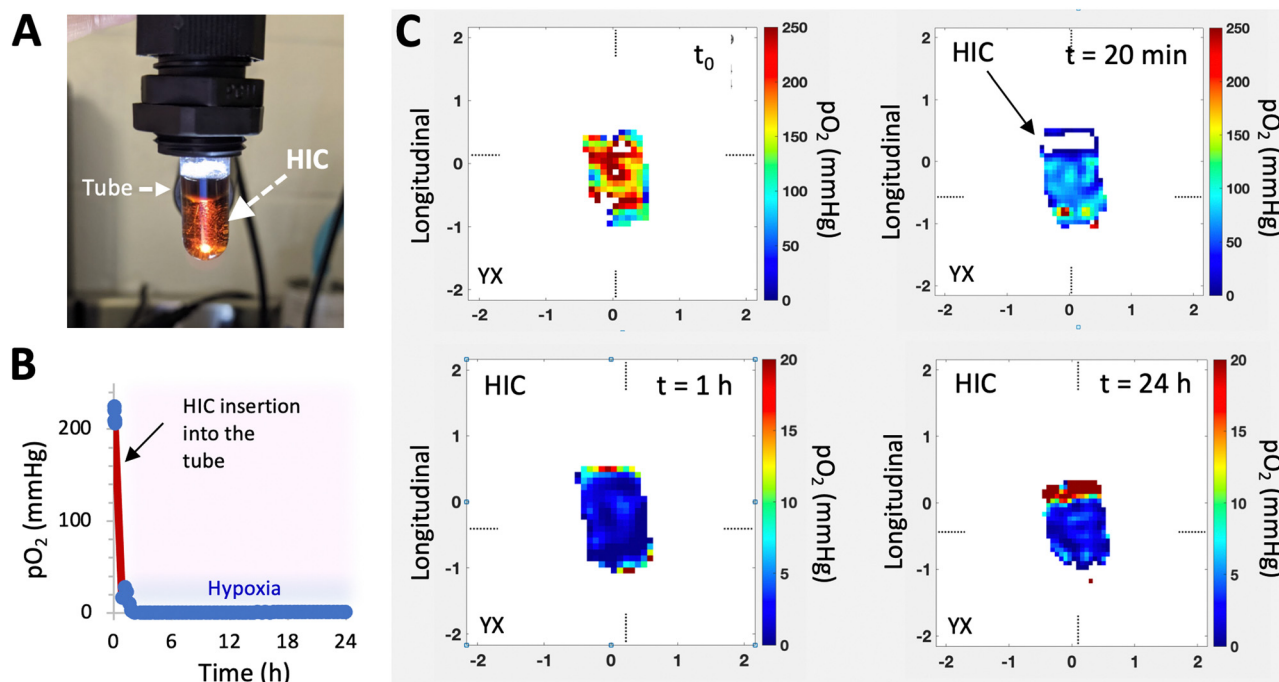 A
Tube
HIC
B
pO₂ (mmHg)
200
100
0
HIC insertion
into the
tube
Hypoxia
0 6 12 18 24
Time (h)
C
t₀
Longitudinal
2
1
0
-1
-2
YX
-2 -1 0 1 2
250
200
150
100
50
0
pO₂ (mmHg)
HIC
t = 20 min
Longitudinal
2
1
0
-1
-2
YX
-2 -1 0 1 2
250
200
150
100
50
0
pO₂ (mmHg)
HIC
t = 1 h
Longitudinal
2
1
0
-1
-2
YX
-2 -1 0 1 2
20
15
10
5
0
pO₂ (mmHg)
HIC
t = 24 h
Longitudinal
2
1
0
-1
-2
YX
-2 -1 0 1 2
20
15
10
5
0
pO₂ (mmHg)